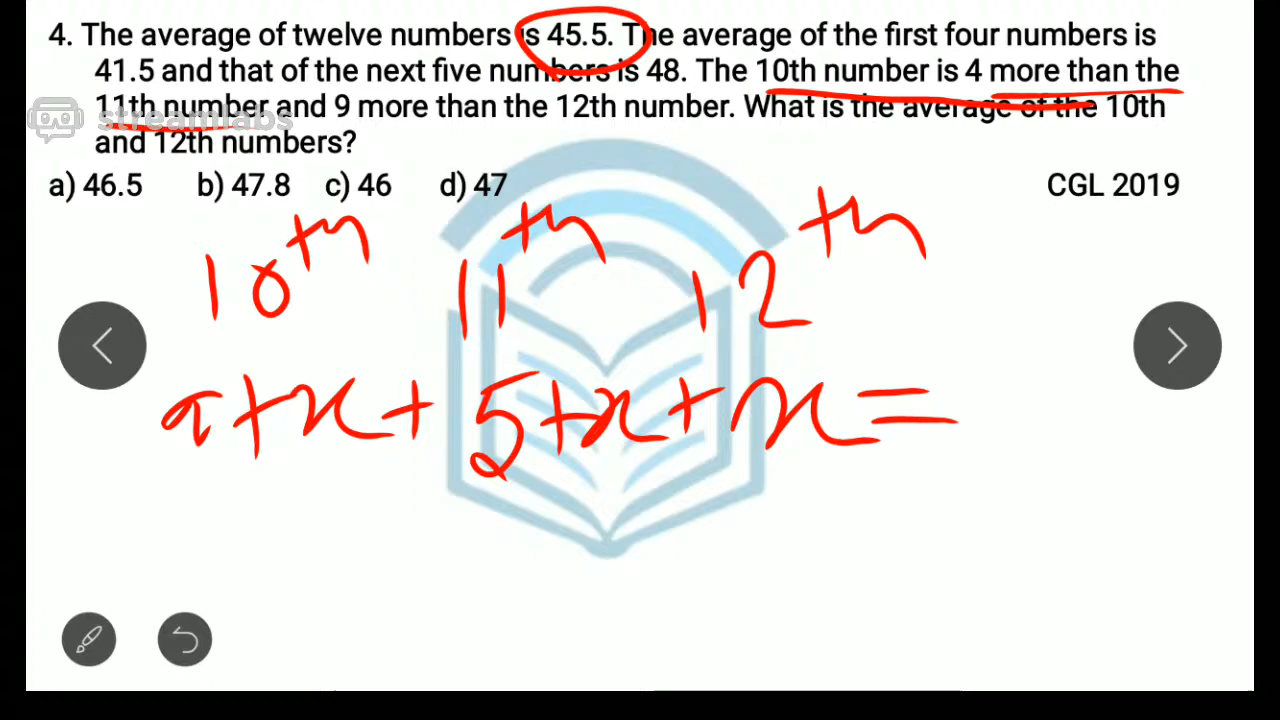 4. The average of twelve numbers is 45.5. The average of the first four numbers is
41.5 and that of the next five numbers is 48. The 10th number is 4 more than the
11th number and 9 more than the 12th number. What is the average of the 10th
and 12th numbers?
streamlabs
a) 46.5 b) 47.8 c) 46 d) 47 CGL 2019
10th 11th 12th
9+x+5+x+x=